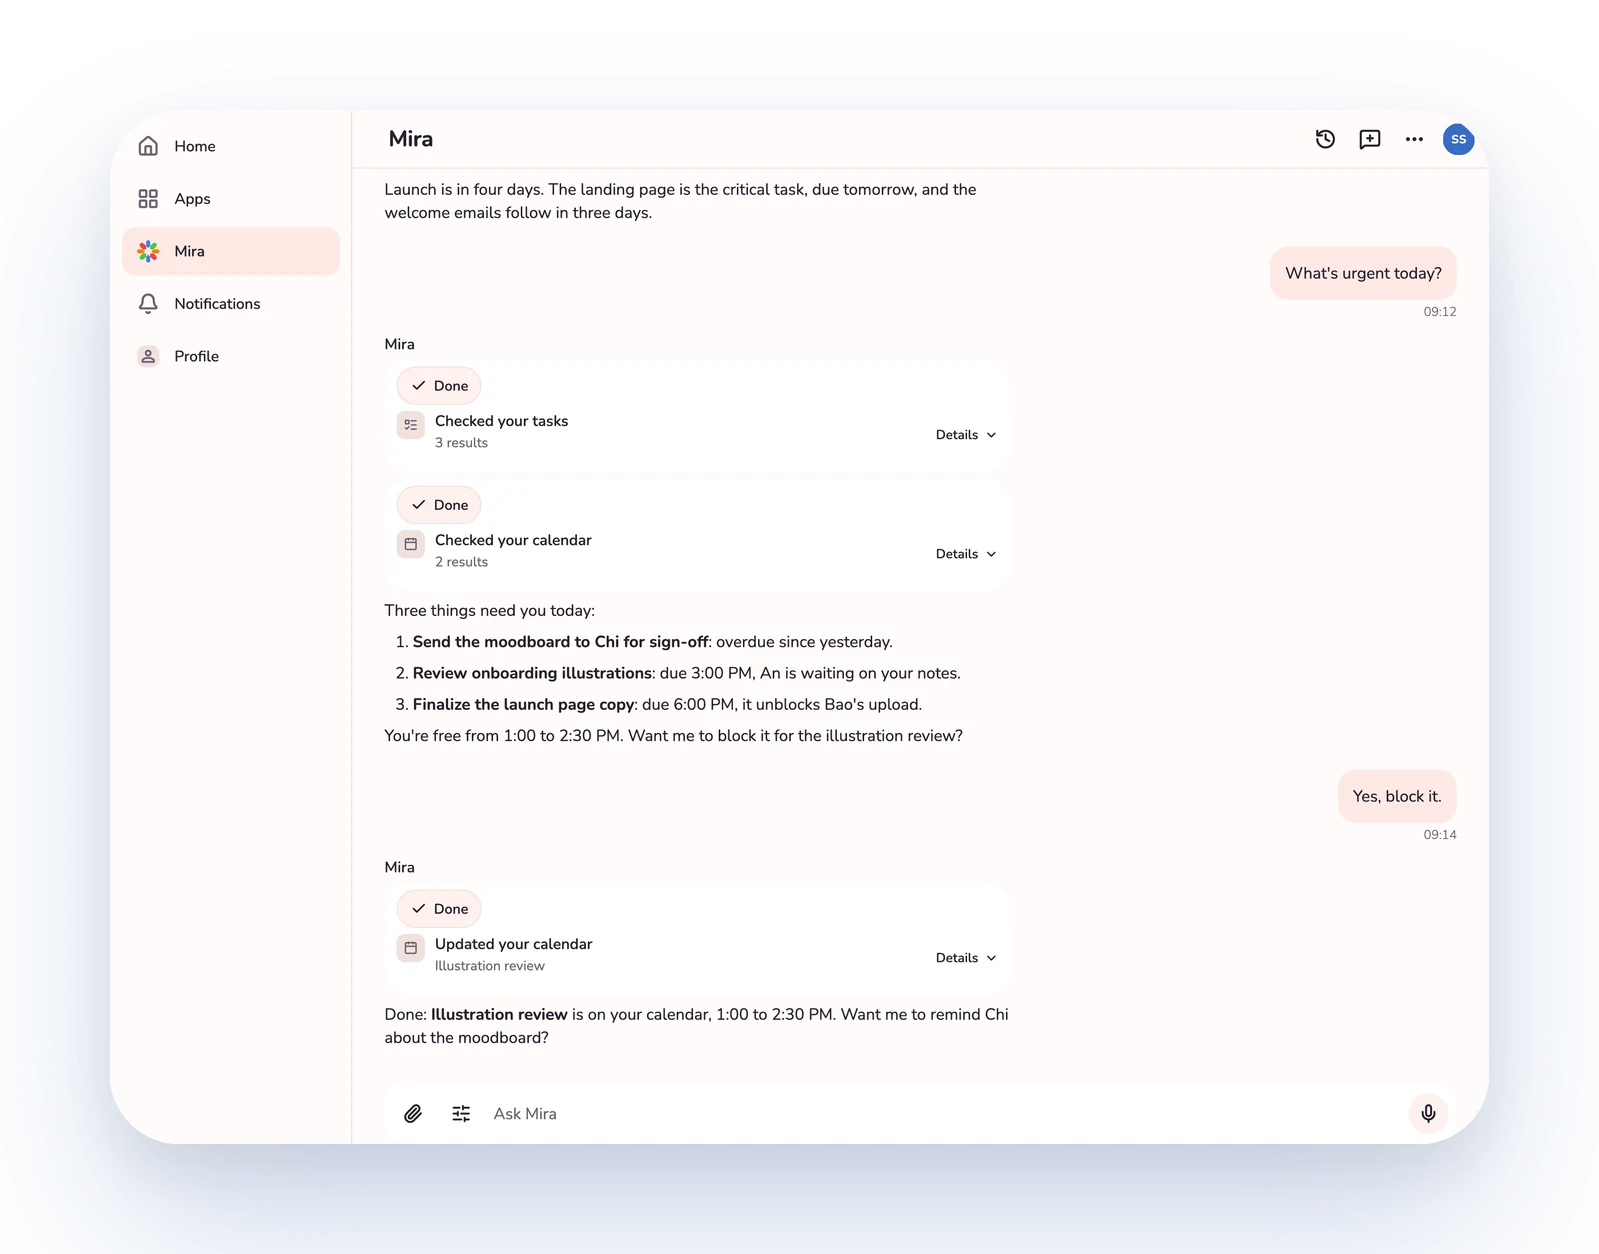 Home
Apps
Mira
Notifications
Profile
Mira
SS
Launch is in four days. The landing page is the critical task, due tomorrow, and the
welcome emails follow in three days.
What's urgent today?
09:12
Mira
Done
Checked your tasks
3 results
Details
Done
Checked your calendar
2 results
Details
Three things need you today:
1. Send the moodboard to Chi for sign-off: overdue since yesterday.
2. Review onboarding illustrations: due 3:00 PM, An is waiting on your notes.
3. Finalize the launch page copy: due 6:00 PM, it unblocks Bao's upload.
You're free from 1:00 to 2:30 PM. Want me to block it for the illustration review?
Yes, block it.
09:14
Mira
Done
Updated your calendar
Illustration review
Details
Done: Illustration review is on your calendar, 1:00 to 2:30 PM. Want me to remind Chi
about the moodboard?
Ask Mira